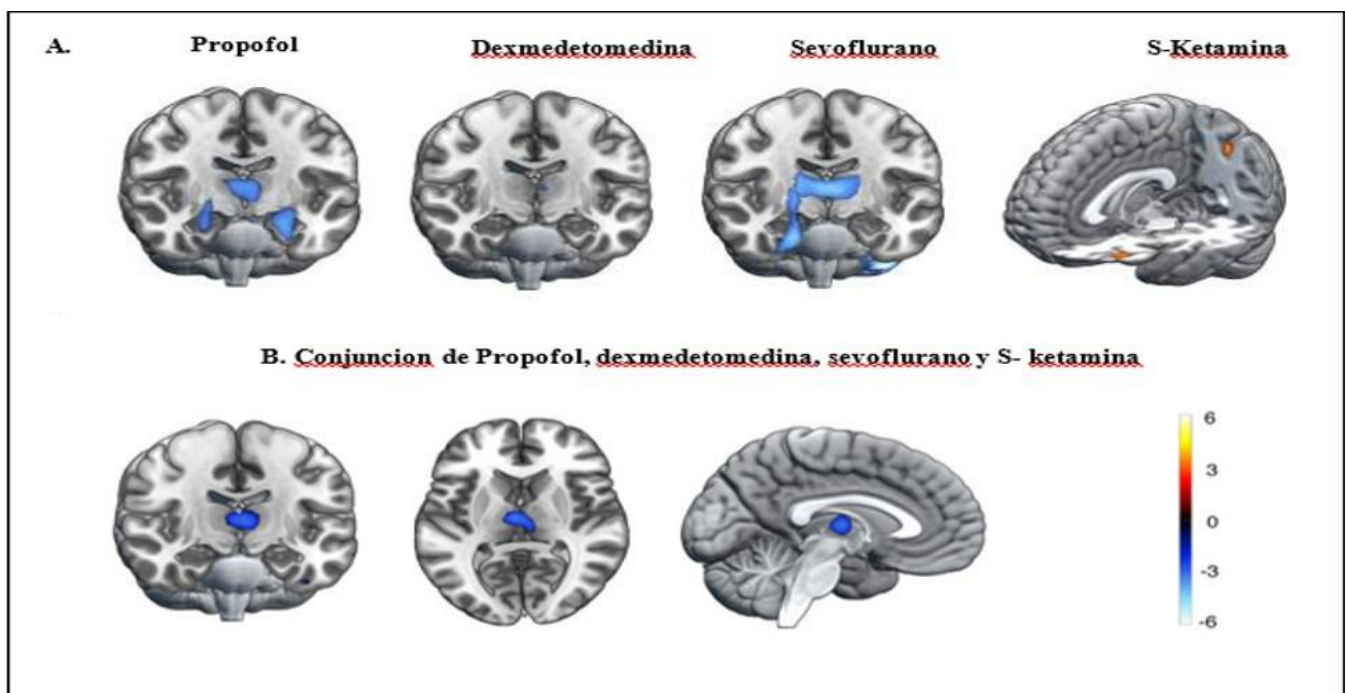 A. Propofol Dexmedetomedina Sevoflurano S-Ketamina
B. Conjuncion de Propofol, dexmedetomedina, sevoflurano y S- ketamina
6
3
0
-3
-6